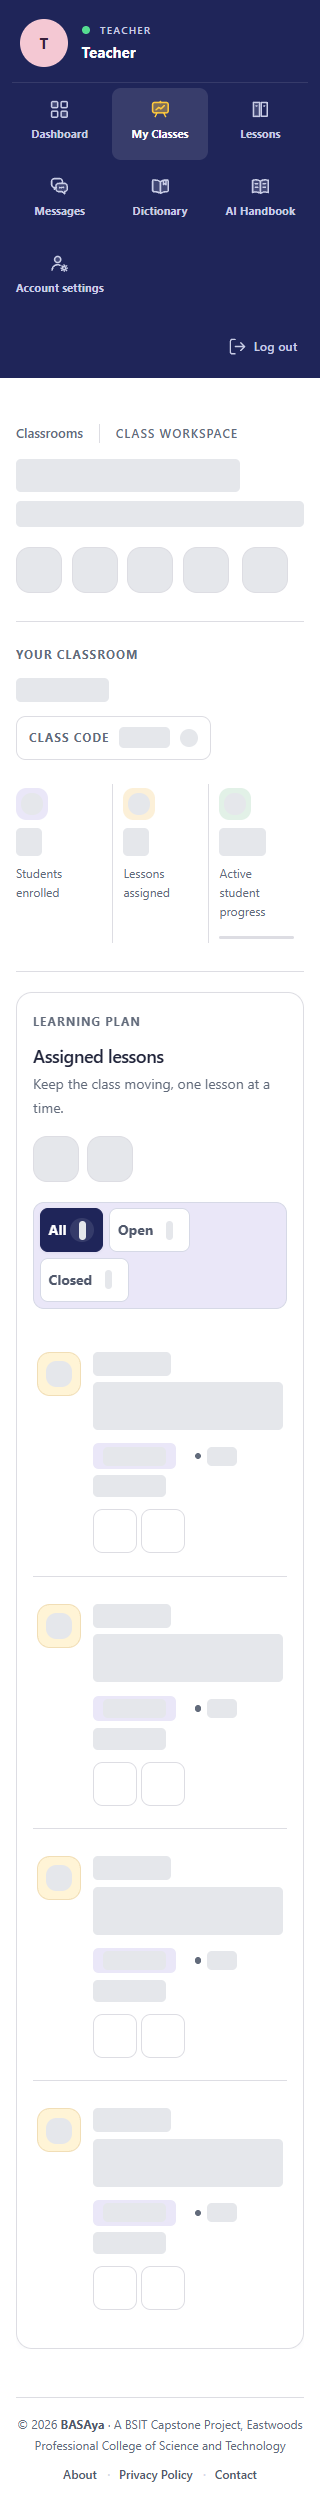 T
TEACHER
Teacher
Dashboard
My Classes
Lessons
Messages
Dictionary
AI Handbook
Account settings
Log out
Classrooms
CLASS WORKSPACE
YOUR CLASSROOM
CLASS CODE
Students
enrolled
Lessons
assigned
Active
student
progress
LEARNING PLAN
Assigned lessons
Keep the class moving, one lesson at a
time.
All
Open
Closed
© 2026 BASAya · A BSIT Capstone Project, Eastwoods
Professional College of Science and Technology
About · Privacy Policy · Contact